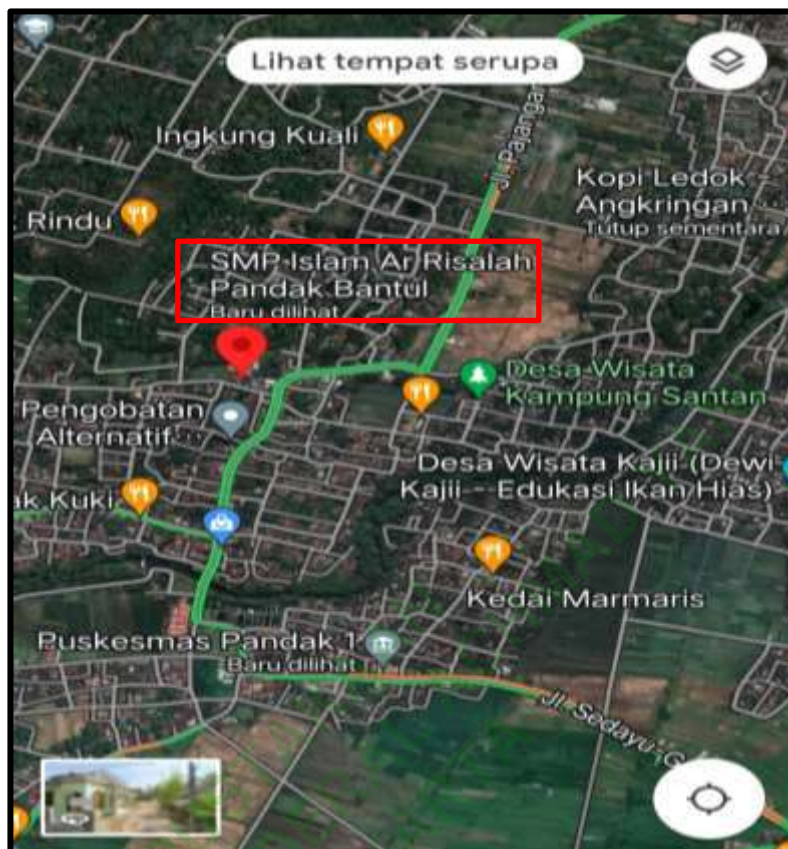 Lihat tempat serupa
Jl. Pajangan
Ingkung Kuali
Kopi Ledok
Angkringan
Tutup sementara
Rindu
SMP Islam Ar Risalah
Pandak Bantul
Baru dilihat
Desa Wisata
Kampung Santan
Pengobatan
Alternatif
Desa Wisata Kajii (Dewi
Kajii - Edukasi Ikan Hias)
ak Kuki
Kedai Marmaris
Puskesmas Pandak 1
Baru dilihat
Jl. Sedayu-G